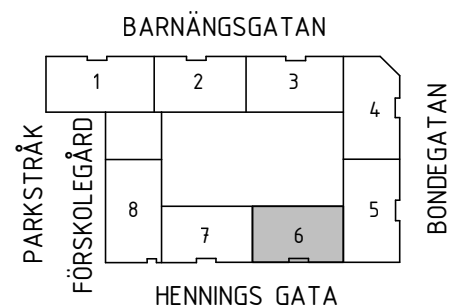 BARNÄNGSGATAN
1
2
3
4
PARKSTRÅK
FÖRSKOLEGÅRD
BONDEGATAN
8
7
6
5
HENNINGS GATA